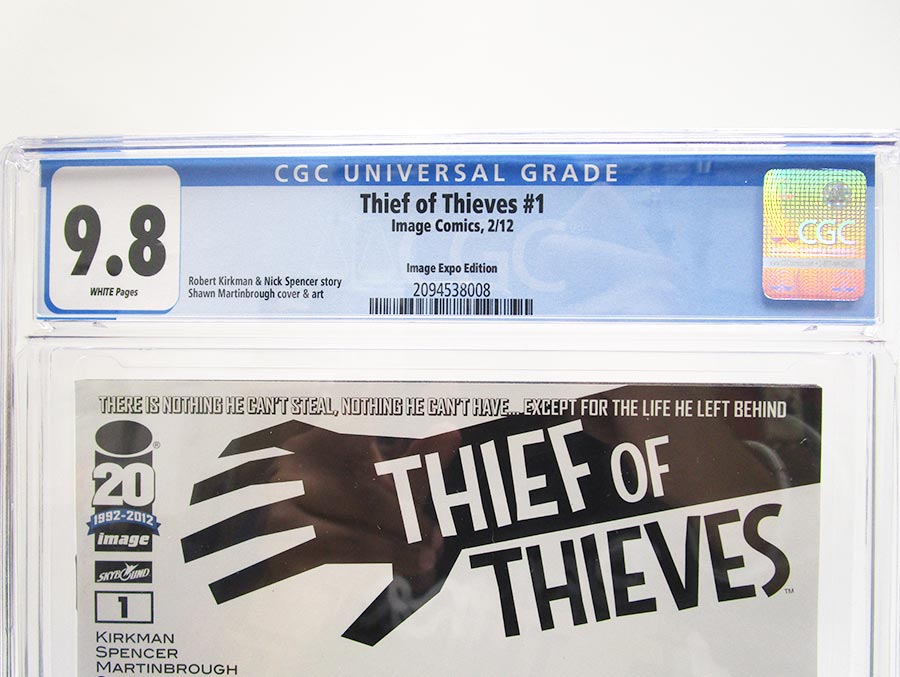 CGC UNIVERSAL GRADE
9.8
WHITE Pages
Thief of Thieves #1
Image Comics, 2/12
Robert Kirkman & Nick Spencer story
Shawn Martinbrough cover & art
Image Expo Edition
2094538008
CGC
THERE IS NOTHING HE CAN'T STEAL, NOTHING HE CAN'T HAVE... EXCEPT FOR THE LIFE HE LEFT BEHIND
®
20
1992-2012
image
SKYBOUND
1
KIRKMAN
SPENCER
MARTINBROUGH
THIEF OF
THIEVES™